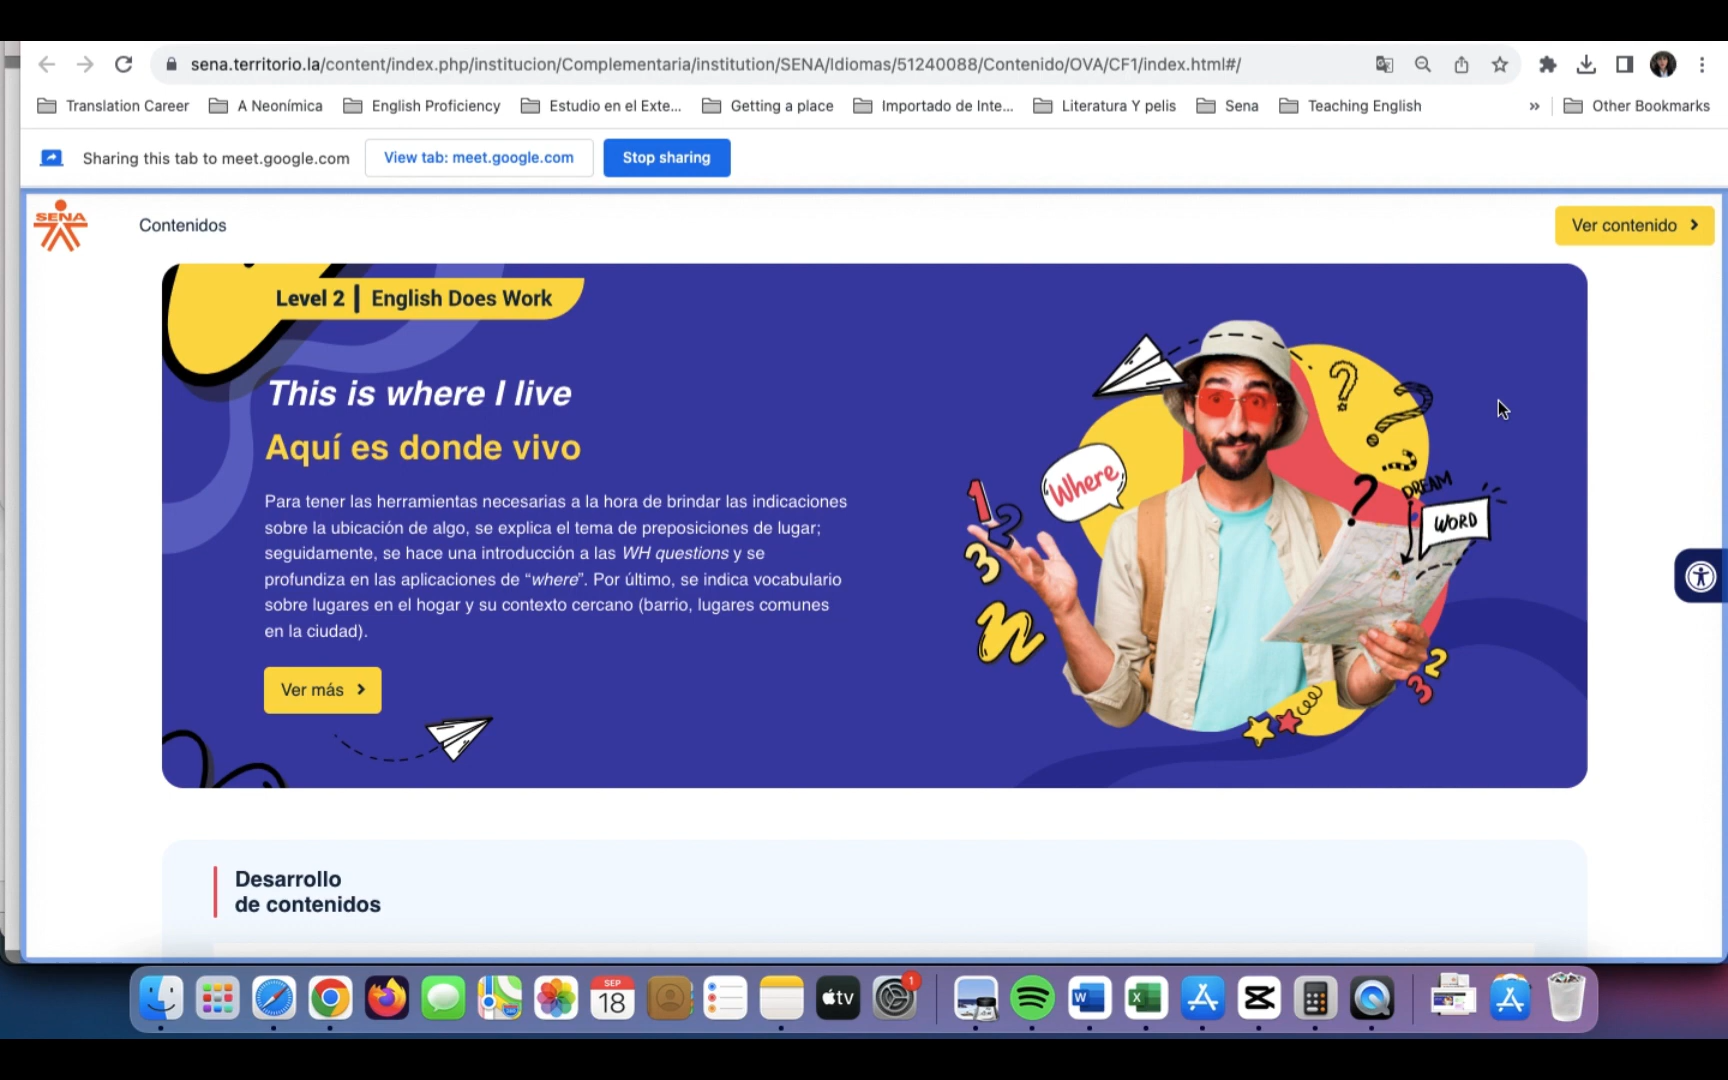 sena.territorio.la/content/index.php/institucion/Complementaria/institution/SENA/Idiomas/51240088/Contenido/OVA/CF1/index.html#/
Translation Career
A Neonímica
English Proficiency
Estudio en el Exte...
Getting a place
Importado de Inte...
Literatura Y pelis
Sena
Teaching English
»
Other Bookmarks
Sharing this tab to meet.google.com
View tab: meet.google.com
Stop sharing
SENA
Contenidos
Ver contenido
Level 2 | English Does Work
This is where I live
Aquí es donde vivo
Para tener las herramientas necesarias a la hora de brindar las indicaciones
sobre la ubicación de algo, se explica el tema de preposiciones de lugar;
seguidamente, se hace una introducción a las WH questions y se
profundiza en las aplicaciones de “where”. Por último, se indica vocabulario
sobre lugares en el hogar y su contexto cercano (barrio, lugares comunes
en la ciudad).
Ver más
Where
1
2
3
? ? ?
?
DREAM
WORD
2
3
Desarrollo
de contenidos
SEP
18
tv
1
W
X